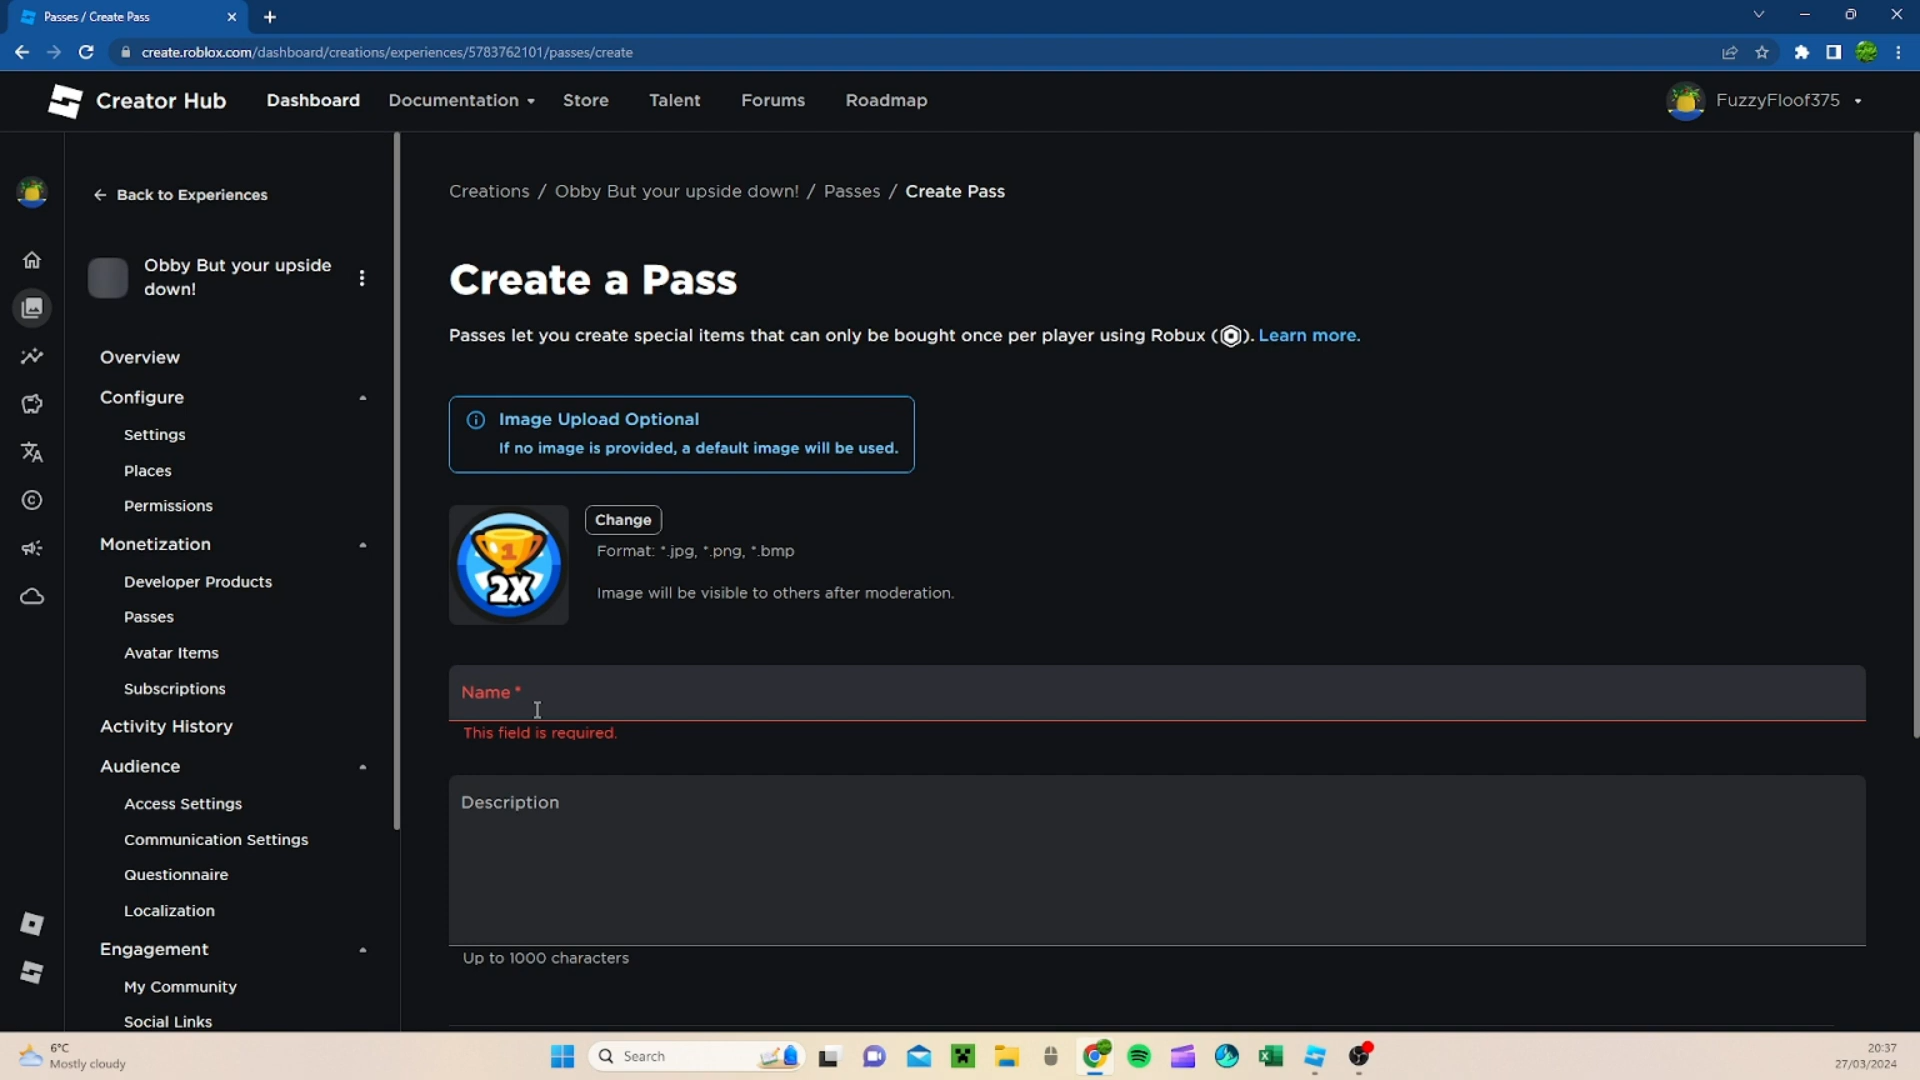 Passes / Create Pass
create.roblox.com/dashboard/creations/experiences/5783762101/passes/create
Creator Hub
Dashboard
Documentation
Store
Talent
Forums
Roadmap
FuzzyFloof375
Back to Experiences
Obby But your upside
down!
Overview
Configure
Settings
Places
Permissions
Monetization
Developer Products
Passes
Avatar Items
Subscriptions
Activity History
Audience
Access Settings
Communication Settings
Questionnaire
Localization
Engagement
My Community
Social Links
Creations / Obby But your upside down! / Passes / Create Pass
Create a Pass
Passes let you create special items that can only be bought once per player using Robux ( ). Learn more.
Image Upload Optional
If no image is provided, a default image will be used.
1
2X
Change
Format: *.jpg, *.png, *.bmp
Image will be visible to others after moderation.
Name *
This field is required.
Description
Up to 1000 characters
6°C
Mostly cloudy
Search
20:37
27/03/2024